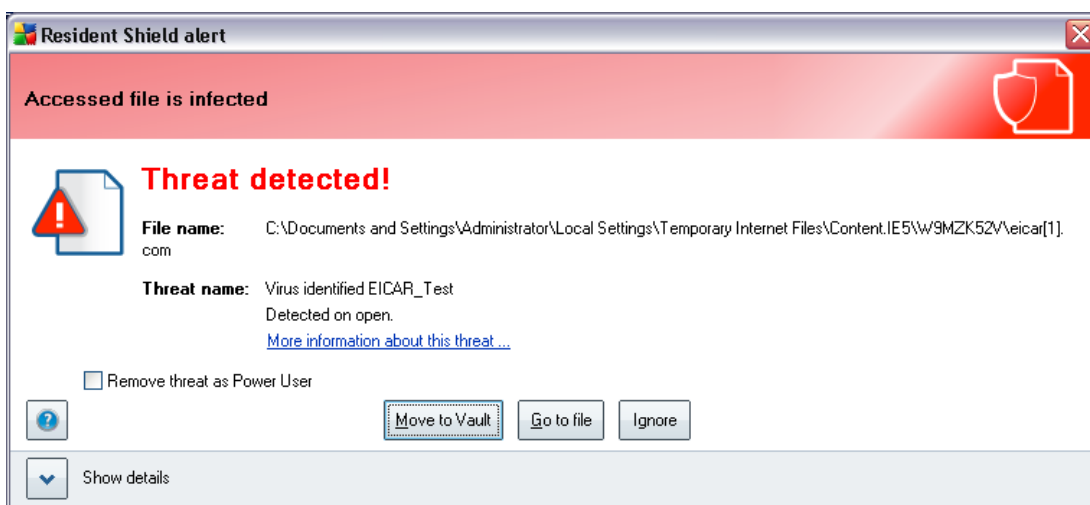 Resident Shield alert
Accessed file is infected
Threat detected!
File name: C:\Documents and Settings\Administrator\Local Settings\Temporary Internet Files\Content.IE5\W9MZK52V\eicar[1].
com
Threat name: Virus identified EICAR_Test
Detected on open.
More information about this threat ...
Remove threat as Power User
Move to Vault Go to file Ignore
Show details